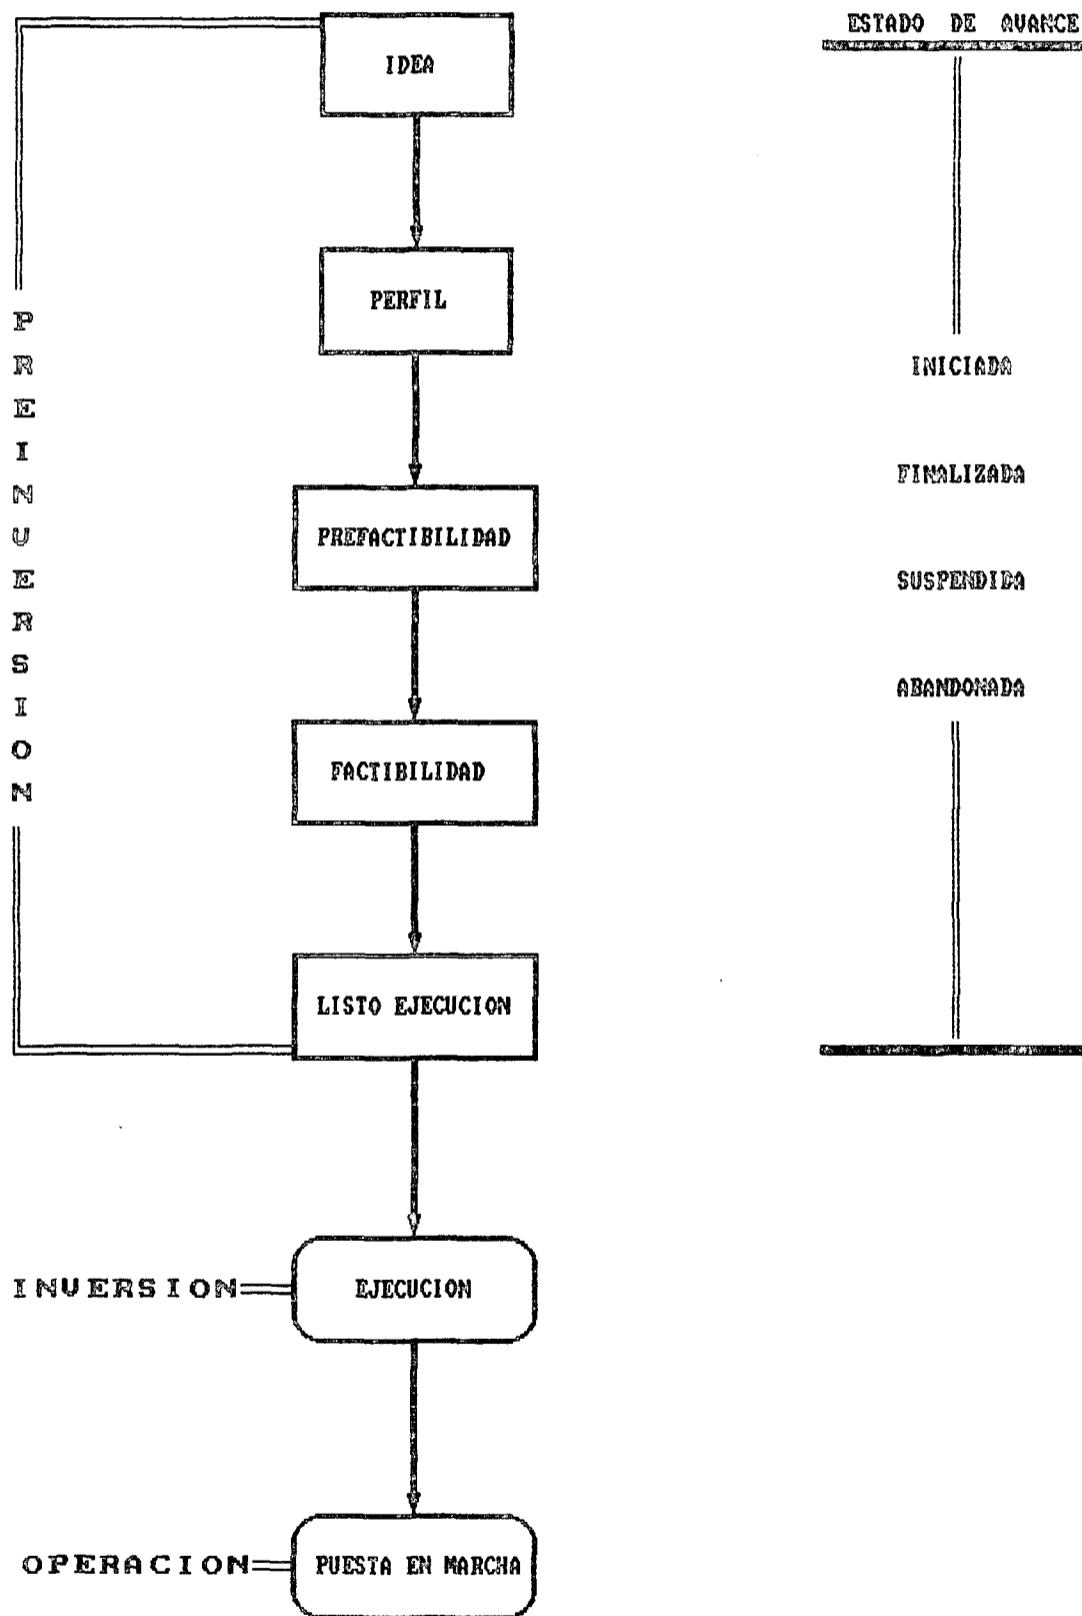 IDEA
PERFIL
PREFACTIBILIDAD
FACTIBILIDAD
LISTO EJECUCION
EJECUCION
PUESTA EN MARCHA
PREINVERSION
INVERSION
OPERACION
ESTADO DE AVANCE
INICIADA
FINALIZADA
SUSPENDIDA
ABANDONADA